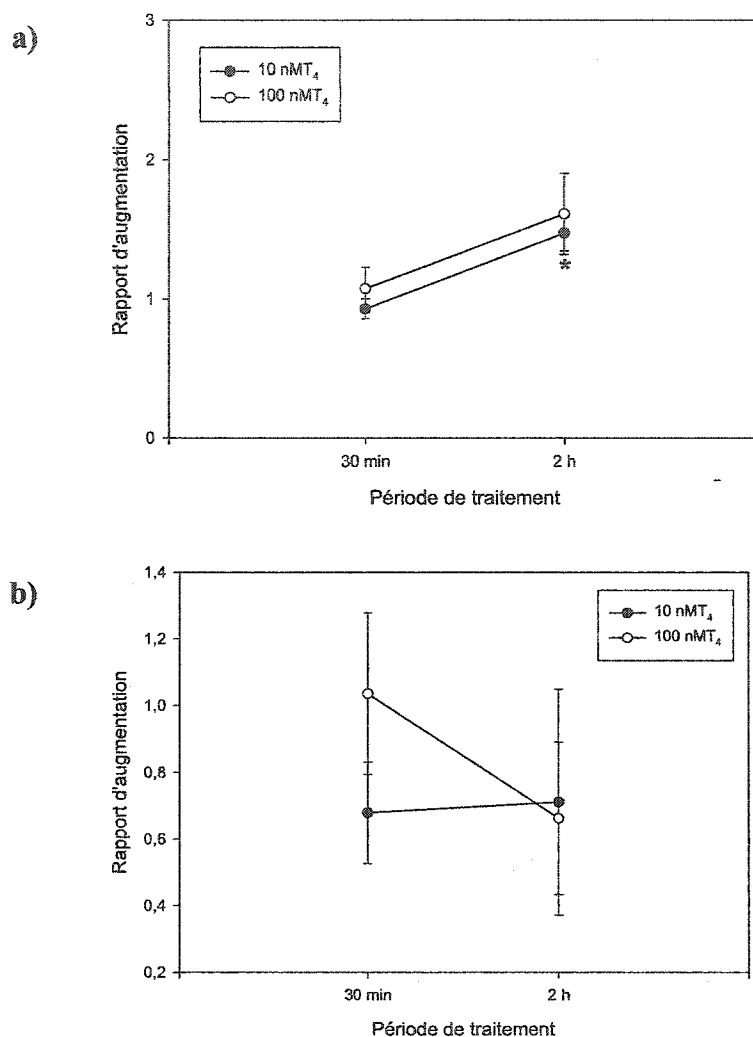 a)
3
10 nMT₄
100 nMT₄
2
Rapport d'augmentation
1
*
0
30 min
2 h
Période de traitement
b)
1,4
10 nMT₄
100 nMT₄
1,2
1,0
Rapport d'augmentation
0,8
0,6
0,4
0,2
30 min
2 h
Période de traitement